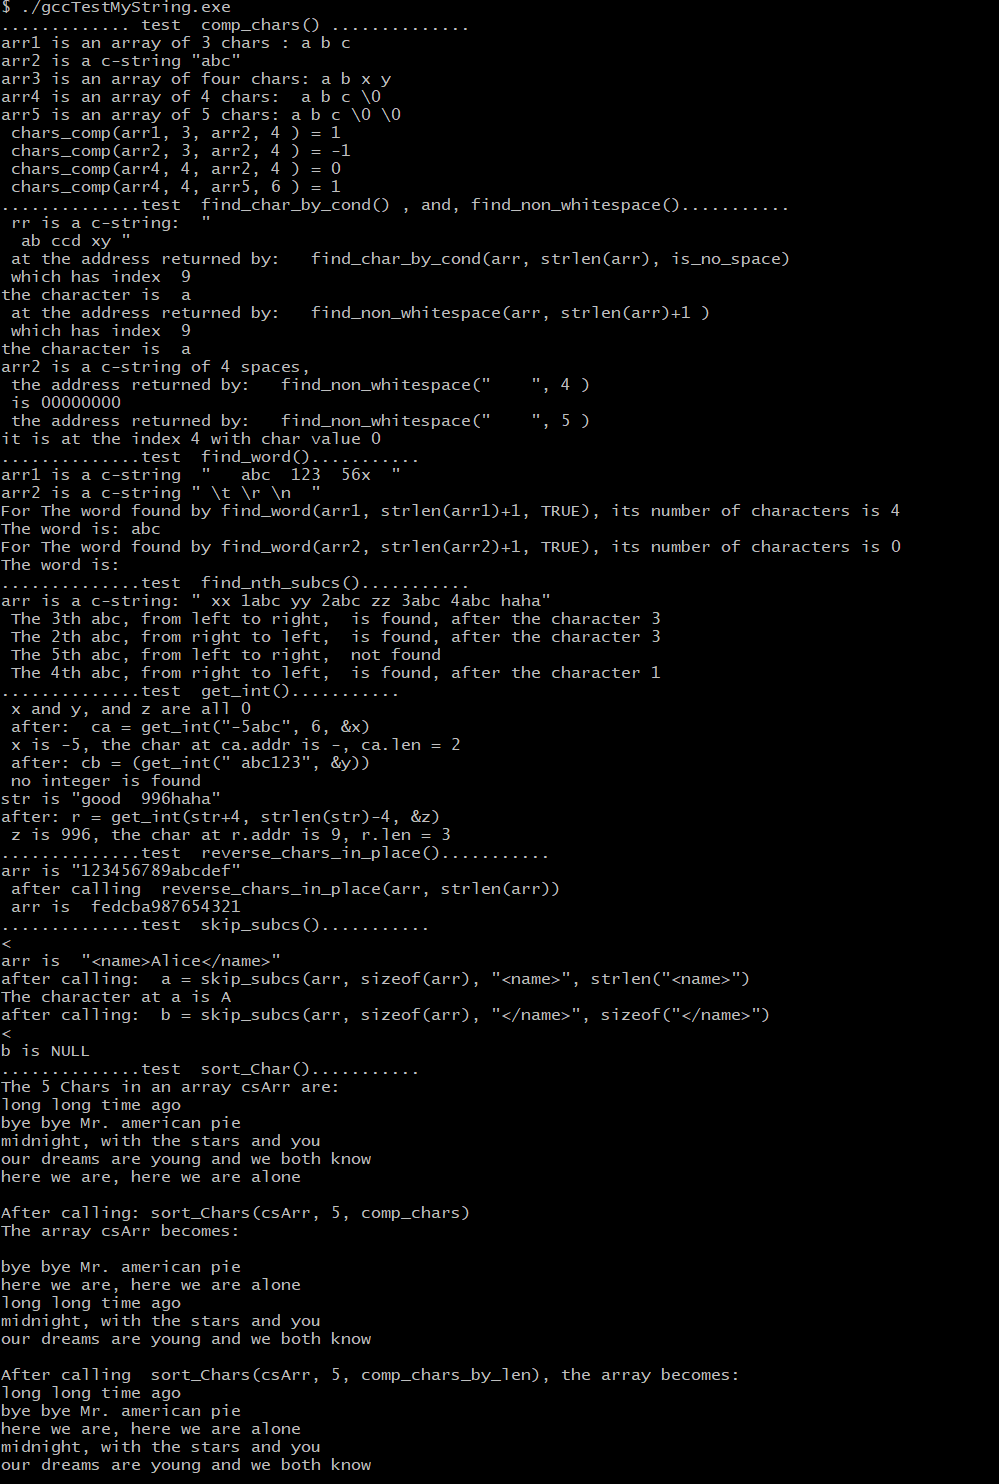 $ ./gccTestMyString.exe
............. test  comp_chars() ..............
arr1 is an array of 3 chars : a b c
arr2 is a c-string "abc"
arr3 is an array of four chars: a b x y
arr4 is an array of 4 chars:  a b c \0
arr5 is an array of 5 chars: a b c \0 \0
 chars_comp(arr1, 3, arr2, 4 ) = 1
 chars_comp(arr2, 3, arr2, 4 ) = -1
 chars_comp(arr4, 4, arr2, 4 ) = 0
 chars_comp(arr4, 4, arr5, 6 ) = 1
..............test  find_char_by_cond() , and, find_non_whitespace()...........
 rr is a c-string:  "
  ab ccd xy "
 at the address returned by:   find_char_by_cond(arr, strlen(arr), is_no_space)
 which has index  9
the character is  a
 at the address returned by:   find_non_whitespace(arr, strlen(arr)+1 )
 which has index  9
the character is  a
arr2 is a c-string of 4 spaces,
 the address returned by:   find_non_whitespace("    ", 4 )
 is 00000000
 the address returned by:   find_non_whitespace("    ", 5 )
it is at the index 4 with char value 0
..............test  find_word()...........
arr1 is a c-string  "   abc  123  56x  "
arr2 is a c-string " \t \r \n  "
For The word found by find_word(arr1, strlen(arr1)+1, TRUE), its number of characters is 4
The word is: abc
For The word found by find_word(arr2, strlen(arr2)+1, TRUE), its number of characters is 0
The word is:
..............test  find_nth_subcs()...........
arr is a c-string: " xx 1abc yy 2abc zz 3abc 4abc haha"
 The 3th abc, from left to right,  is found, after the character 3
 The 2th abc, from right to left,  is found, after the character 3
 The 5th abc, from left to right,  not found
 The 4th abc, from right to left,  is found, after the character 1
..............test  get_int()...........
 x and y, and z are all 0
 after:  ca = get_int("-5abc", 6, &x)
 x is -5, the char at ca.addr is -, ca.len = 2
 after: cb = (get_int(" abc123", &y))
 no integer is found
str is "good  996haha"
after: r = get_int(str+4, strlen(str)-4, &z)
 z is 996, the char at r.addr is 9, r.len = 3
..............test  reverse_chars_in_place()...........
arr is "123456789abcdef"
 after calling  reverse_chars_in_place(arr, strlen(arr))
 arr is  fedcba987654321
..............test  skip_subcs()...........
<
arr is  "<name>Alice</name>"
after calling:  a = skip_subcs(arr, sizeof(arr), "<name>", strlen("<name>")
The character at a is A
after calling:  b = skip_subcs(arr, sizeof(arr), "</name>", sizeof("</name>")
<
b is NULL
..............test  sort_Char()...........
The 5 Chars in an array csArr are:
long long time ago
bye bye Mr. american pie
midnight, with the stars and you
our dreams are young and we both know
here we are, here we are alone

After calling: sort_Chars(csArr, 5, comp_chars)
The array csArr becomes:

bye bye Mr. american pie
here we are, here we are alone
long long time ago
midnight, with the stars and you
our dreams are young and we both know

After calling  sort_Chars(csArr, 5, comp_chars_by_len), the array becomes:
long long time ago
bye bye Mr. american pie
here we are, here we are alone
midnight, with the stars and you
our dreams are young and we both know